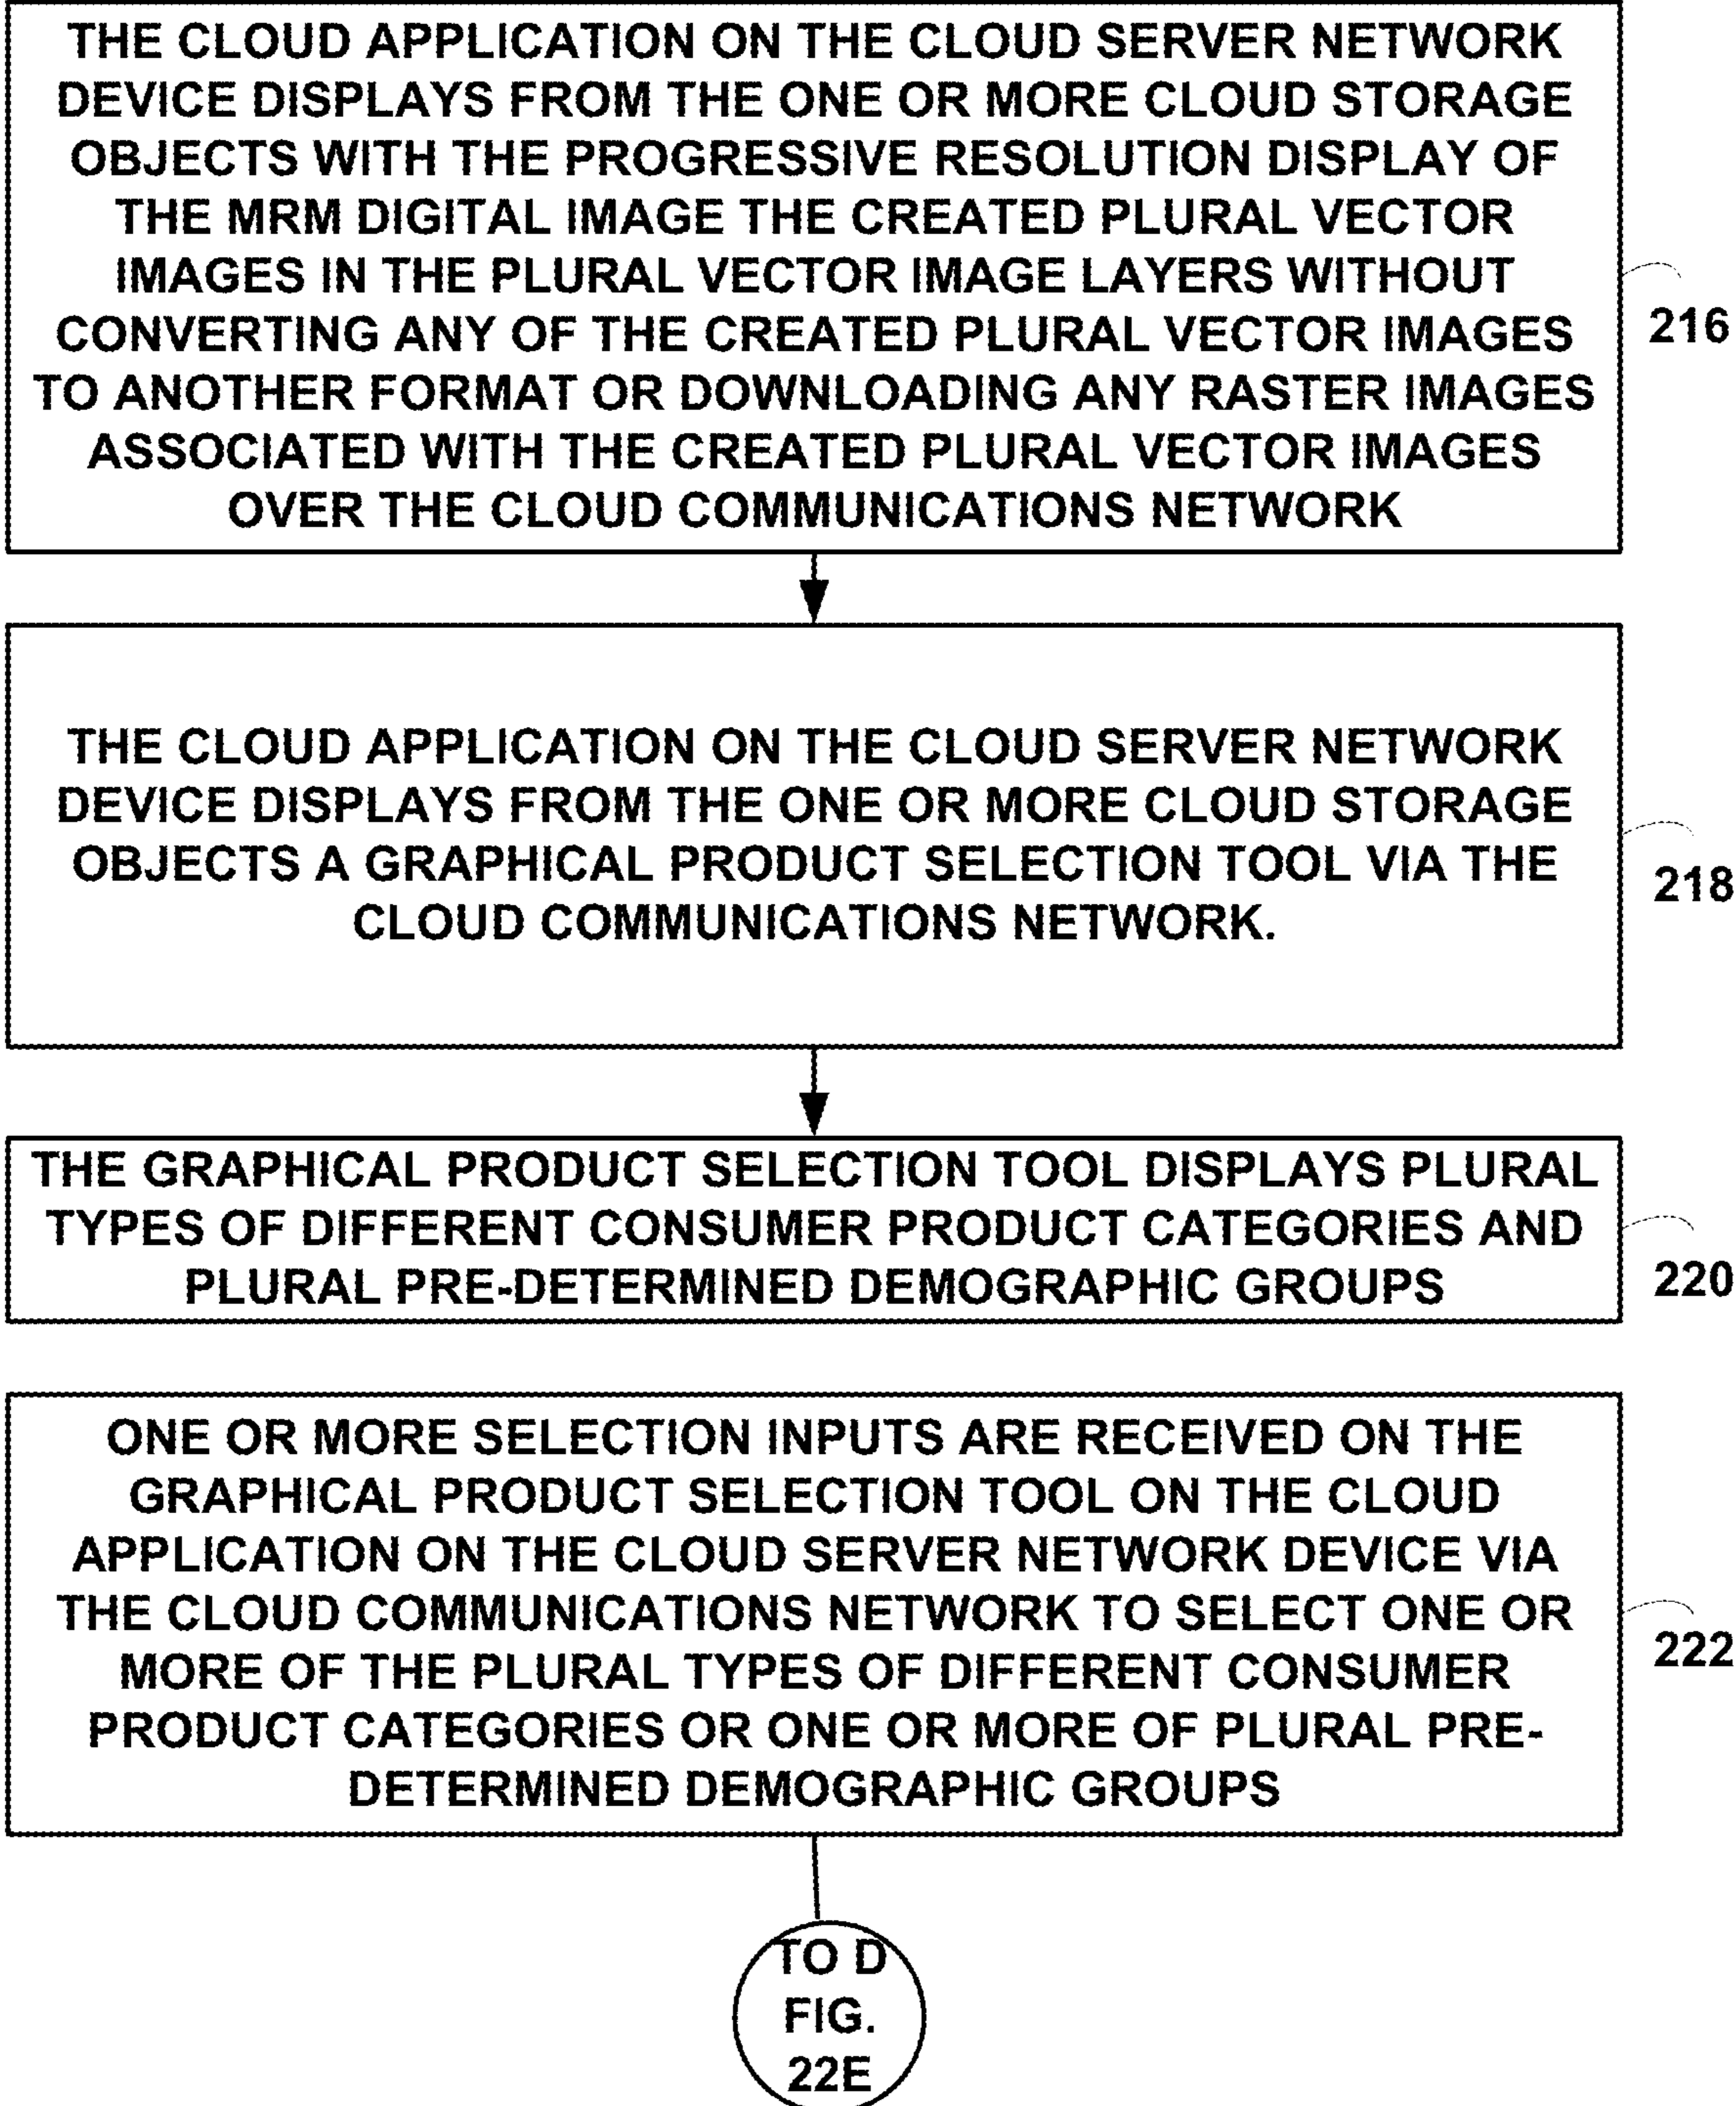 THE CLOUD APPLICATION ON THE CLOUD SERVER NETWORK
DEVICE DISPLAYS FROM THE ONE OR MORE CLOUD STORAGE
OBJECTS WITH THE PROGRESSIVE RESOLUTION DISPLAY OF
THE MRM DIGITAL IMAGE THE CREATED PLURAL VECTOR
IMAGES IN THE PLURAL VECTOR IMAGE LAYERS WITHOUT
CONVERTING ANY OF THE CREATED PLURAL VECTOR IMAGES
TO ANOTHER FORMAT OR DOWNLOADING ANY RASTER IMAGES
ASSOCIATED WITH THE CREATED PLURAL VECTOR IMAGES
OVER THE CLOUD COMMUNICATIONS NETWORK
216
THE CLOUD APPLICATION ON THE CLOUD SERVER NETWORK
DEVICE DISPLAYS FROM THE ONE OR MORE CLOUD STORAGE
OBJECTS A GRAPHICAL PRODUCT SELECTION TOOL VIA THE
CLOUD COMMUNICATIONS NETWORK.
218
THE GRAPHICAL PRODUCT SELECTION TOOL DISPLAYS PLURAL
TYPES OF DIFFERENT CONSUMER PRODUCT CATEGORIES AND
PLURAL PRE-DETERMINED DEMOGRAPHIC GROUPS
220
ONE OR MORE SELECTION INPUTS ARE RECEIVED ON THE
GRAPHICAL PRODUCT SELECTION TOOL ON THE CLOUD
APPLICATION ON THE CLOUD SERVER NETWORK DEVICE VIA
THE CLOUD COMMUNICATIONS NETWORK TO SELECT ONE OR
MORE OF THE PLURAL TYPES OF DIFFERENT CONSUMER
PRODUCT CATEGORIES OR ONE OR MORE OF PLURAL PRE-
DETERMINED DEMOGRAPHIC GROUPS
222
TO D
FIG.
22E